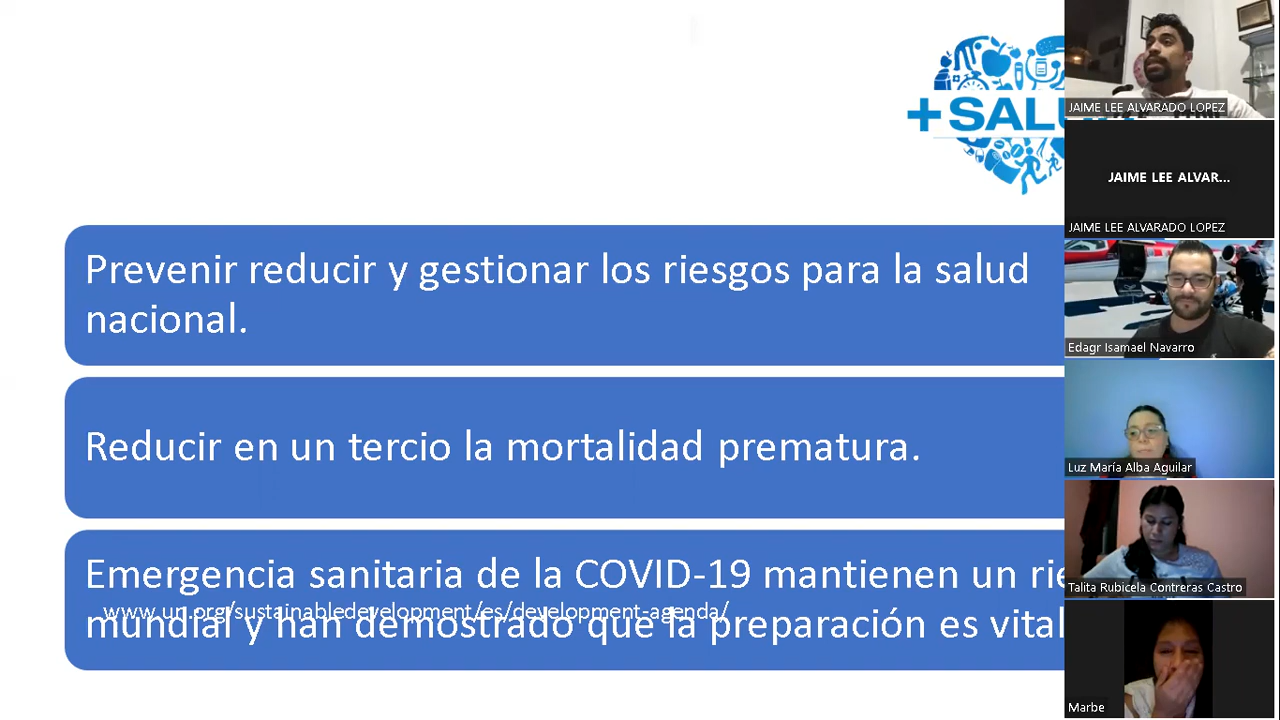 +SALU
Prevenir reducir y gestionar los riesgos para la salud
nacional.
Reducir en un tercio la mortalidad prematura.
Emergencia sanitaria de la COVID-19 mantienen un rie
www.un.org/sustainabledevelopment/es/development-agenda/
mundial y han demostrado que la preparación es vital
JAIME LEE ALVARADO LOPEZ
JAIME LEE ALVAR...
JAIME LEE ALVARADO LOPEZ
Edagr Isamael Navarro
Luz María Alba Aguilar
Talita Rubicela Contreras Castro
Marbe